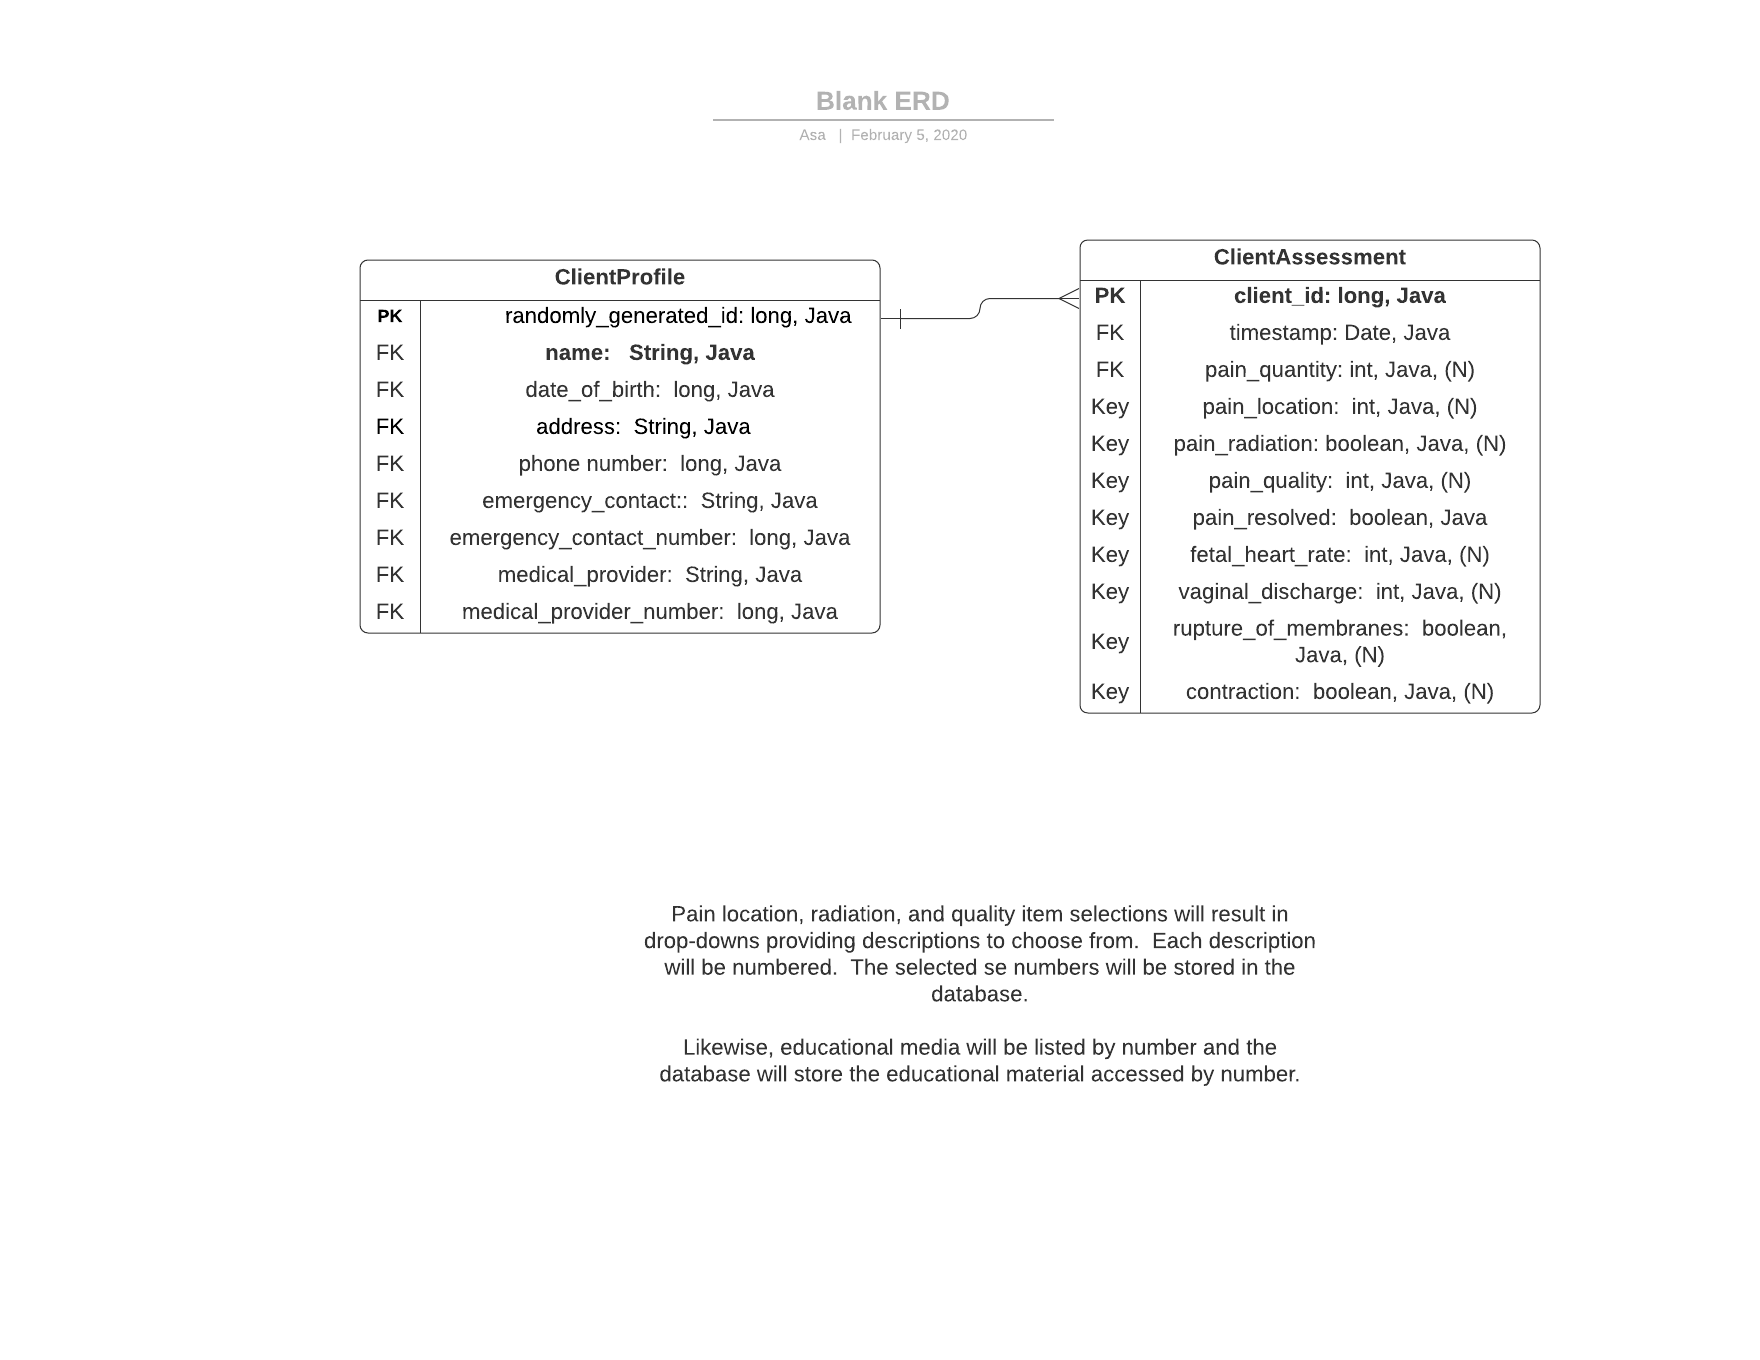 Blank ERD
Asa | February 5, 2020
ClientProfile
PK randomly_generated_id: long, Java
FK name: String, Java
FK date_of_birth: long, Java
FK address: String, Java
FK phone number: long, Java
FK emergency_contact:: String, Java
FK emergency_contact_number: long, Java
FK medical_provider: String, Java
FK medical_provider_number: long, Java
ClientAssessment
PK client_id: long, Java
FK timestamp: Date, Java
FK pain_quantity: int, Java, (N)
Key pain_location: int, Java, (N)
Key pain_radiation: boolean, Java, (N)
Key pain_quality: int, Java, (N)
Key pain_resolved: boolean, Java
Key fetal_heart_rate: int, Java, (N)
Key vaginal_discharge: int, Java, (N)
Key rupture_of_membranes: boolean,
Java, (N)
Key contraction: boolean, Java, (N)
Pain location, radiation, and quality item selections will result in
drop-downs providing descriptions to choose from. Each description
will be numbered. The selected se numbers will be stored in the
database.
Likewise, educational media will be listed by number and the
database will store the educational material accessed by number.